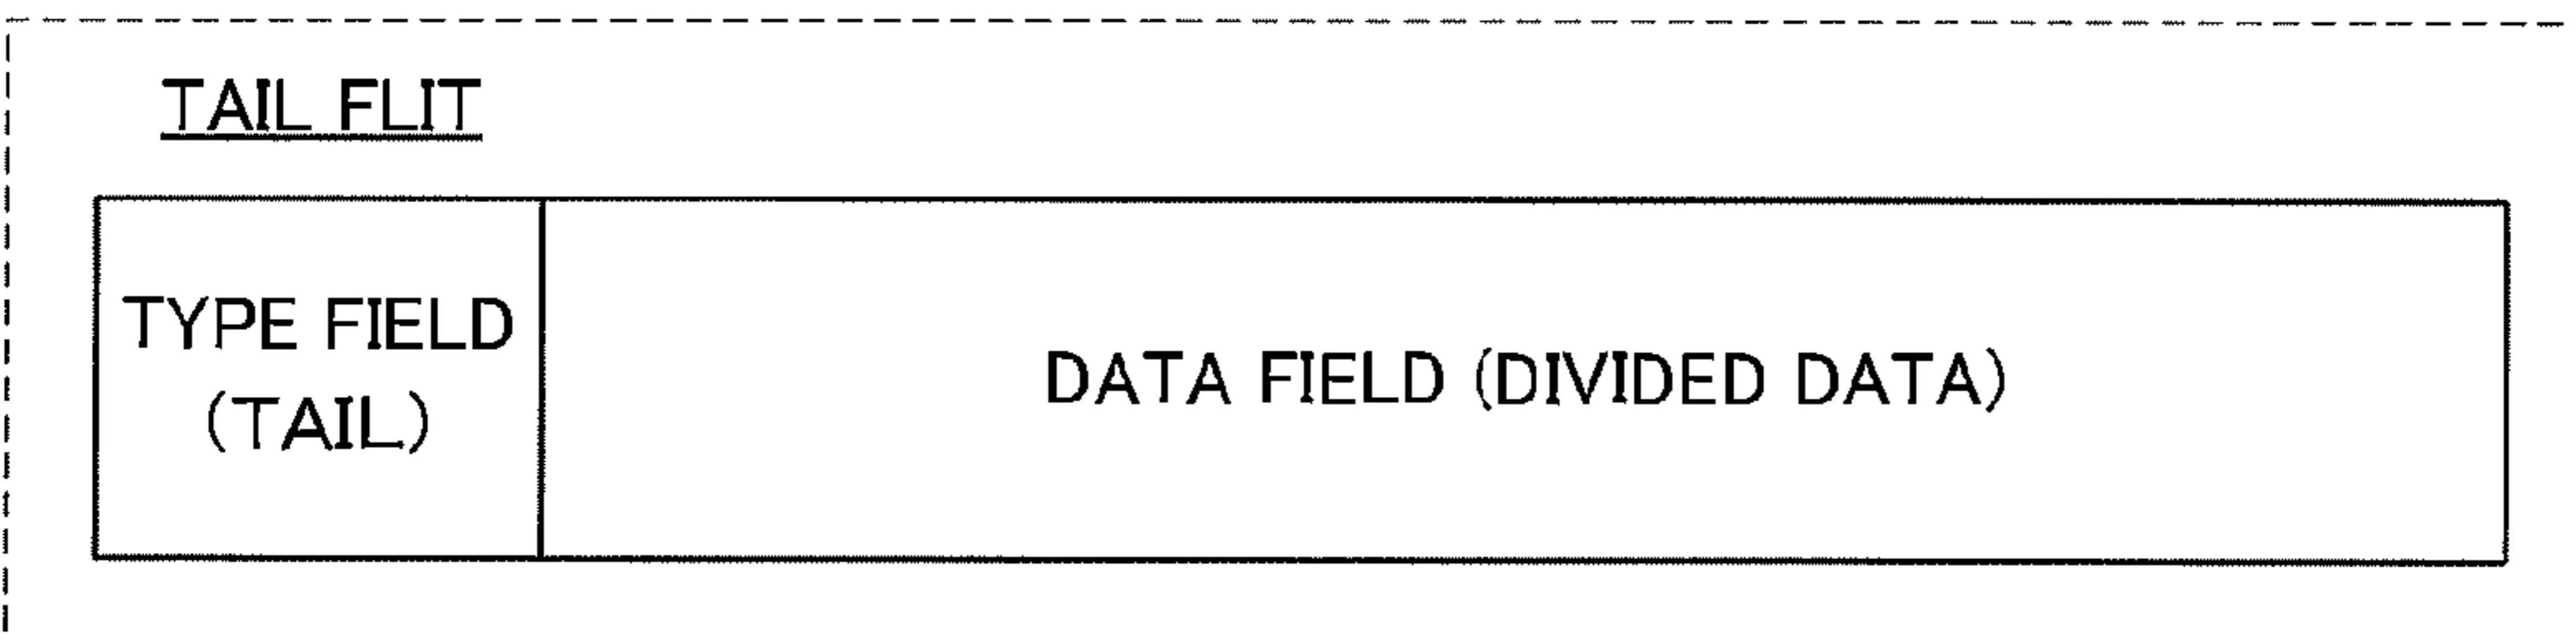 TAIL FLIT
TYPE FIELD
(TAIL)
DATA FIELD (DIVIDED DATA)